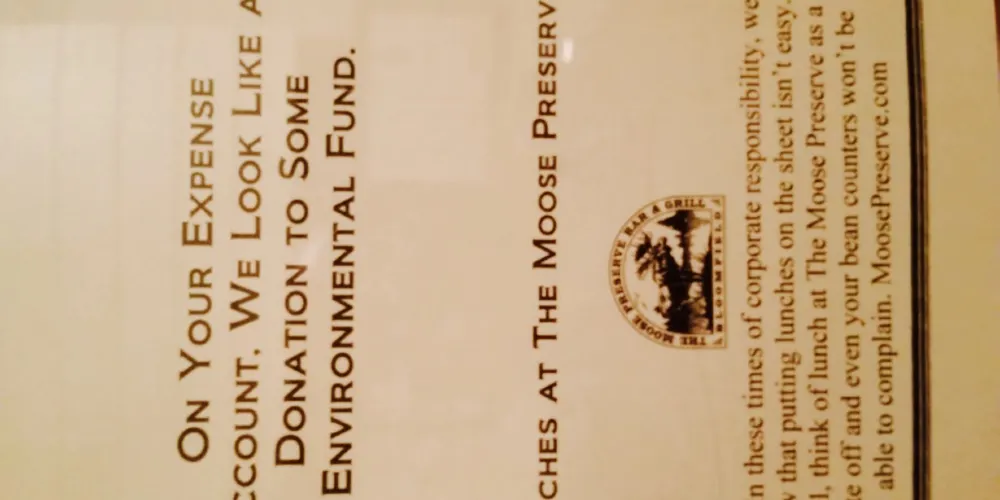 On Your Expense
ccount, We Look Like A
Donation to Some
Environmental Fund.
ches at The Moose Preserv
THE MOOSE PRESERVE BAR & GRILL
BLOOMFIELD
n these times of corporate responsibility, we
y that putting lunches on the sheet isn't easy.
l, think of lunch at The Moose Preserve as a
e off and even your bean counters won't be
able to complain. MoosePreserve.com